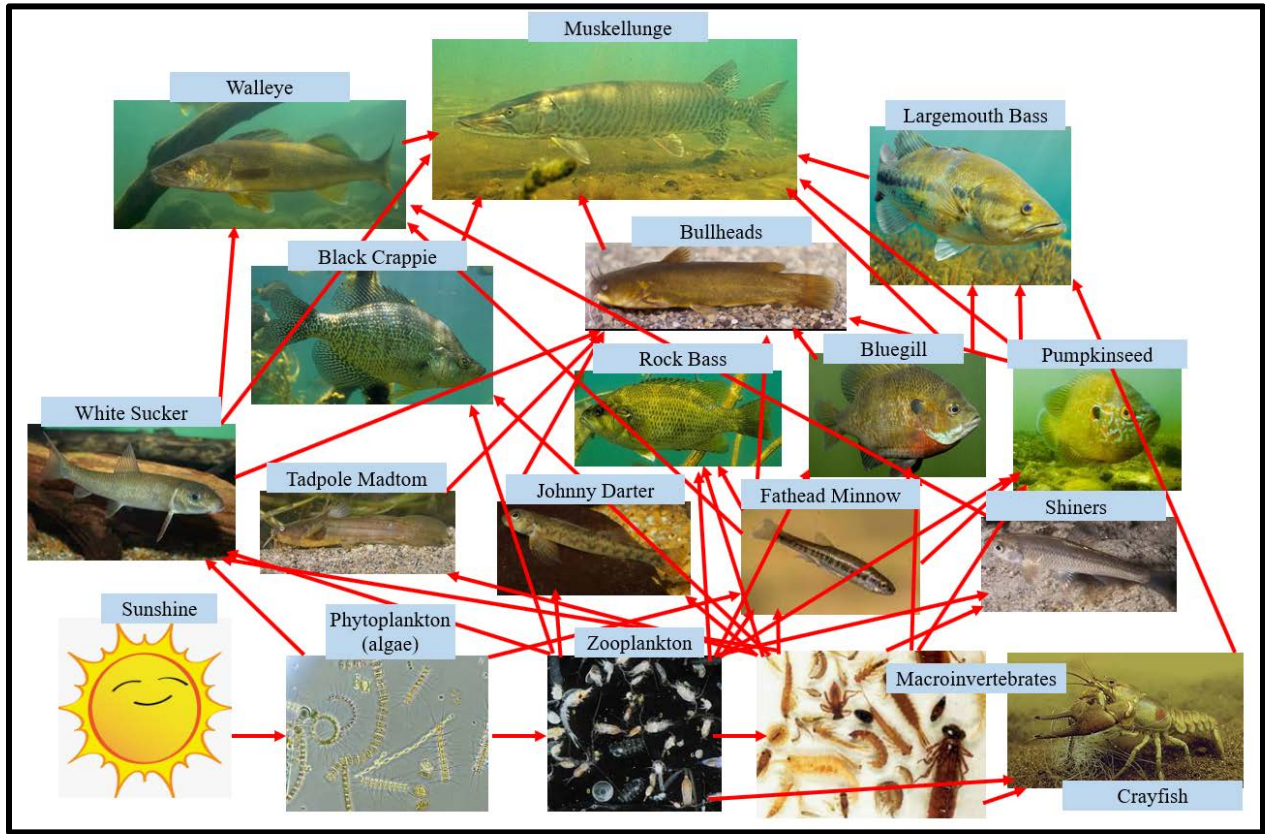 Muskellunge
Walleye
Largemouth Bass
Bullheads
Black Crappie
Rock Bass
Bluegill
Pumpkinseed
White Sucker
Tadpole Madtom
Johnny Darter
Fathead Minnow
Shiners
Sunshine
Phytoplankton
(algae)
Zooplankton
Macroinvertebrates
Crayfish